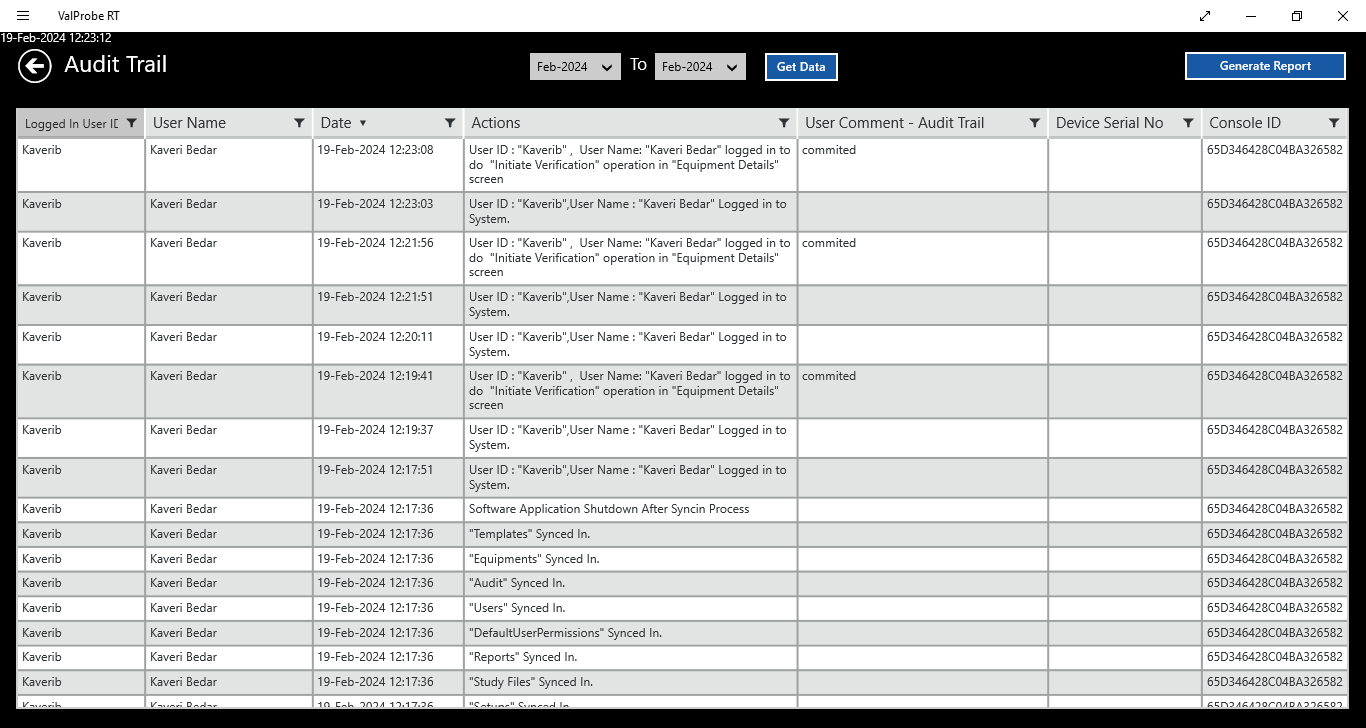 ValProbe RT
19-Feb-2024 12:23:12
Audit Trail
Feb-2024 To Feb-2024 Get Data Generate Report
Logged In User ID User Name Date Actions User Comment - Audit Trail Device Serial No Console ID
Kaverib Kaveri Bedar 19-Feb-2024 12:23:08 User ID : "Kaverib" , User Name: "Kaveri Bedar" logged in to commited 65D346428C04BA326582
do "Initiate Verification" operation in "Equipment Details"
screen
Kaverib Kaveri Bedar 19-Feb-2024 12:23:03 User ID : "Kaverib",User Name : "Kaveri Bedar" Logged in to 65D346428C04BA326582
System.
Kaverib Kaveri Bedar 19-Feb-2024 12:21:56 User ID : "Kaverib" , User Name: "Kaveri Bedar" logged in to commited 65D346428C04BA326582
do "Initiate Verification" operation in "Equipment Details"
screen
Kaverib Kaveri Bedar 19-Feb-2024 12:21:51 User ID : "Kaverib",User Name : "Kaveri Bedar" Logged in to 65D346428C04BA326582
System.
Kaverib Kaveri Bedar 19-Feb-2024 12:20:11 User ID : "Kaverib",User Name : "Kaveri Bedar" Logged in to 65D346428C04BA326582
System.
Kaverib Kaveri Bedar 19-Feb-2024 12:19:41 User ID : "Kaverib" , User Name: "Kaveri Bedar" logged in to commited 65D346428C04BA326582
do "Initiate Verification" operation in "Equipment Details"
screen
Kaverib Kaveri Bedar 19-Feb-2024 12:19:37 User ID : "Kaverib",User Name : "Kaveri Bedar" Logged in to 65D346428C04BA326582
System.
Kaverib Kaveri Bedar 19-Feb-2024 12:17:51 User ID : "Kaverib",User Name : "Kaveri Bedar" Logged in to 65D346428C04BA326582
System.
Kaverib Kaveri Bedar 19-Feb-2024 12:17:36 Software Application Shutdown After Syncin Process 65D346428C04BA326582
Kaverib Kaveri Bedar 19-Feb-2024 12:17:36 "Templates" Synced In. 65D346428C04BA326582
Kaverib Kaveri Bedar 19-Feb-2024 12:17:36 "Equipments" Synced In. 65D346428C04BA326582
Kaverib Kaveri Bedar 19-Feb-2024 12:17:36 "Audit" Synced In. 65D346428C04BA326582
Kaverib Kaveri Bedar 19-Feb-2024 12:17:36 "Users" Synced In. 65D346428C04BA326582
Kaverib Kaveri Bedar 19-Feb-2024 12:17:36 "DefaultUserPermissions" Synced In. 65D346428C04BA326582
Kaverib Kaveri Bedar 19-Feb-2024 12:17:36 "Reports" Synced In. 65D346428C04BA326582
Kaverib Kaveri Bedar 19-Feb-2024 12:17:36 "Study Files" Synced In. 65D346428C04BA326582
Kaverib Kaveri Bedar 19-Feb-2024 12:17:36 "Setups" Synced In. 65D346428C04BA326582